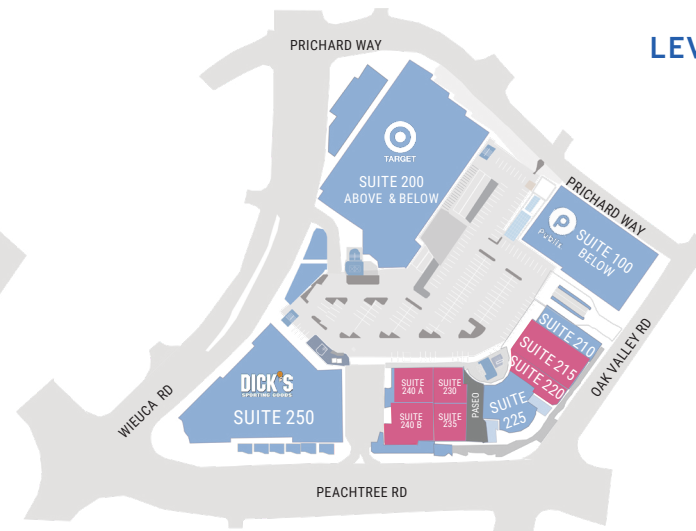 PRICHARD WAY
LEV
TARGET
SUITE 200
ABOVE & BELOW
PRICHARD WAY
Publix
SUITE 100
BELOW
SUITE 210
SUITE 215
SUITE 220
OAK VALLEY RD
DICK'S
SPORTING GOODS
SUITE 250
WIEUCA RD
SUITE
240 A
SUITE
230
SUITE
240 B
SUITE
235
PASEO
SUITE
225
PEACHTREE RD